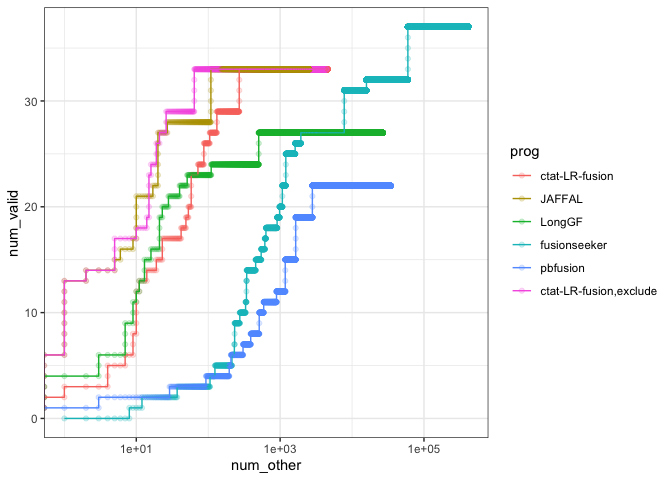 30
20
10
0
num_valid
1e+01
1e+03
1e+05
num_other
prog
ctat-LR-fusion
JAFFAL
LongGF
fusionseeker
pbfusion
ctat-LR-fusion,exclude